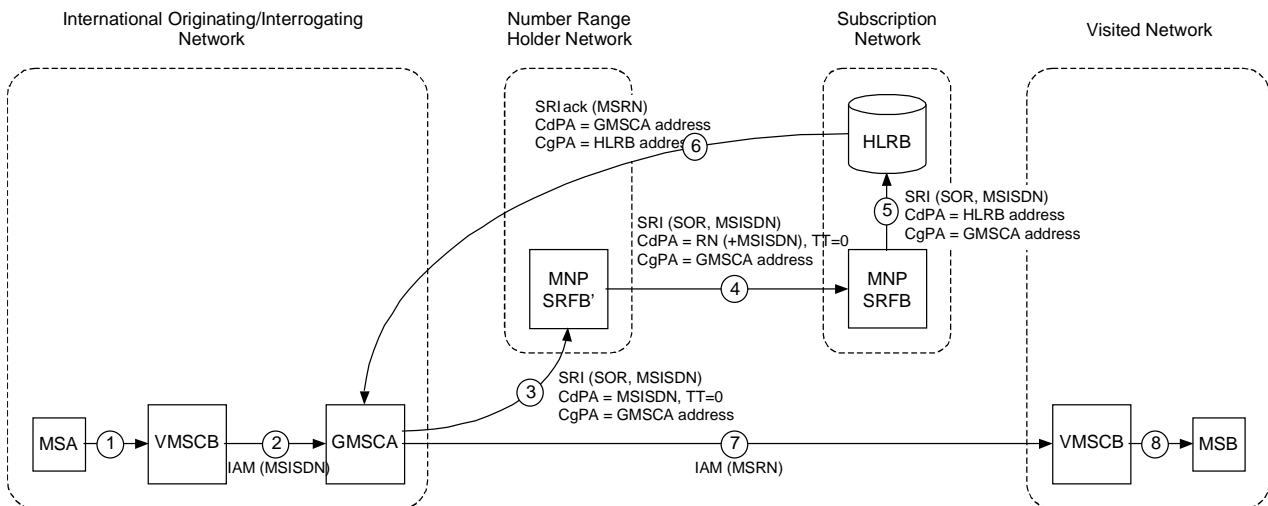 International Originating/Interrogating
Network
Number Range
Holder Network
Subscription
Network
Visited Network
SRIack (MSRN)
CdPA = GMSCA address
CgPA = HLRB address
6
HLRB
5
SRI (SOR, MSISDN)
CdPA = HLRB address
CgPA = GMSCA address
SRI (SOR, MSISDN)
CdPA = RN (+MSISDN), TT=0
CgPA = GMSCA address
MNP
SRFB'
4
MNP
SRFB
3
SRI (SOR, MSISDN)
CdPA = MSISDN, TT=0
CgPA = GMSCA address
MSA
1
VMSCB
2
IAM (MSISDN)
GMSCA
7
IAM (MSRN)
VMSCB
8
MSB